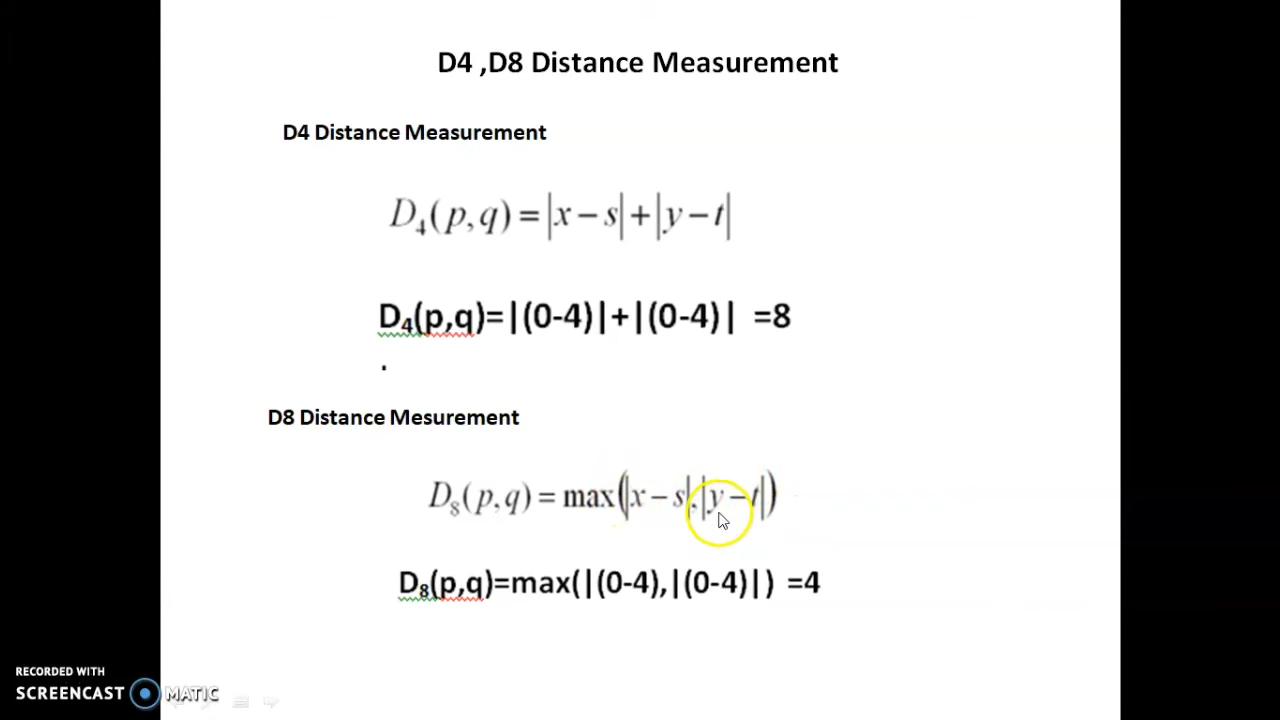 D4 ,D8 Distance Measurement
D4 Distance Measurement
D₄(p,q)=|x−s|+|y−t|
D₄(p,q)=|(0-4)|+|(0-4)| =8
.
D8 Distance Mesurement
D₈(p,q)=max(|x−s|,|y−t|)
D₈(p,q)=max(|(0-4),|(0-4)|) =4
RECORDED WITH
SCREENCAST MATIC